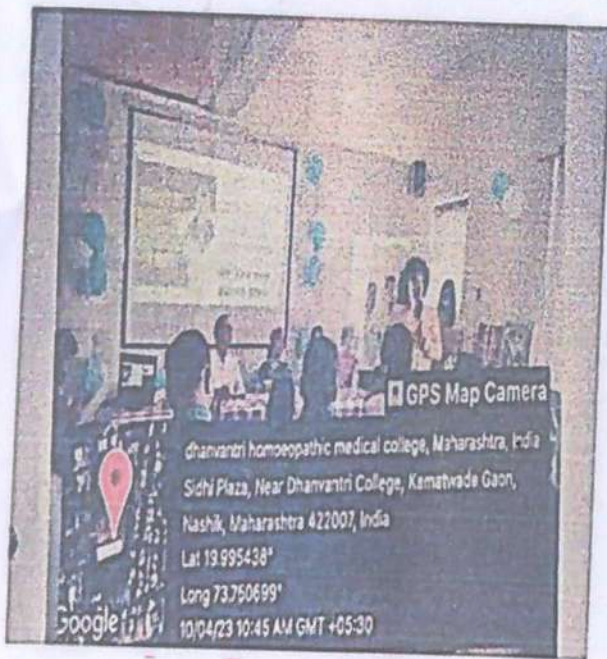 GPS Map Camera
dhanvantri homoeopathic medical college, Maharashtra, India
Sidhi Plaza, Near Dhanvantri College, Kamatwade Gaon,
Nashik, Maharashtra 422007, India
Lat 19.995438°
Long 73.750699°
10/04/23 10:45 AM GMT +05:30
Google